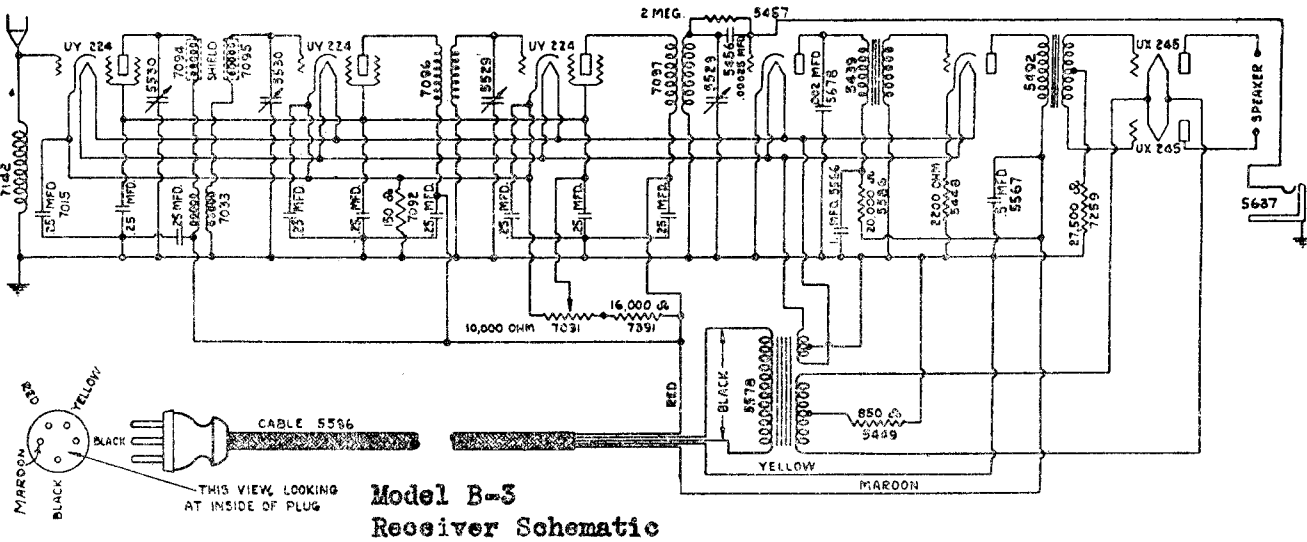 2 MEG. 5457
UY 224
5530
7094
SHIELD
7095
5530
UY 224
7096
5529
UY 224
7097
5529
5456
.00025 MFD
.002 MFD
5678
5439
5492
UX 245
UX 245
SPEAKER
7142
.25 MFD.
7015
.25 MFD.
.25 MFD.
7033
.25 MFD.
.25 MFD.
150 Ω
7092
.25 MFD.
.25 MFD.
.25 MFD.
.25 MFD.
.1 MFD. 5566
20,000 Ω
5586
2200 OHM
5448
.5 MFD.
5567
27,500 Ω
7259
5687
10,000 OHM 7031
16,000 Ω
7391
RED
BLACK
5578
850 Ω
5449
YELLOW
MAROON
RED
YELLOW
BLACK
MAROON
BLACK
CABLE 5596
THIS VIEW, LOOKING
AT INSIDE OF PLUG
Model B-3
Receiver Schematic